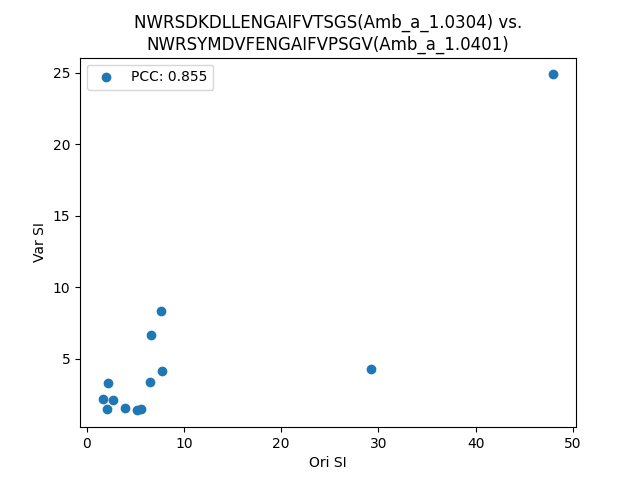 NWRSDKDLLENGAIFVTSGS(Amb_a_1.0304) vs.
NWRSYMDVFENGAIFVPSGV(Amb_a_1.0401)
PCC: 0.855
25
20
15
10
5
Var SI
0 10 20 30 40 50
Ori SI